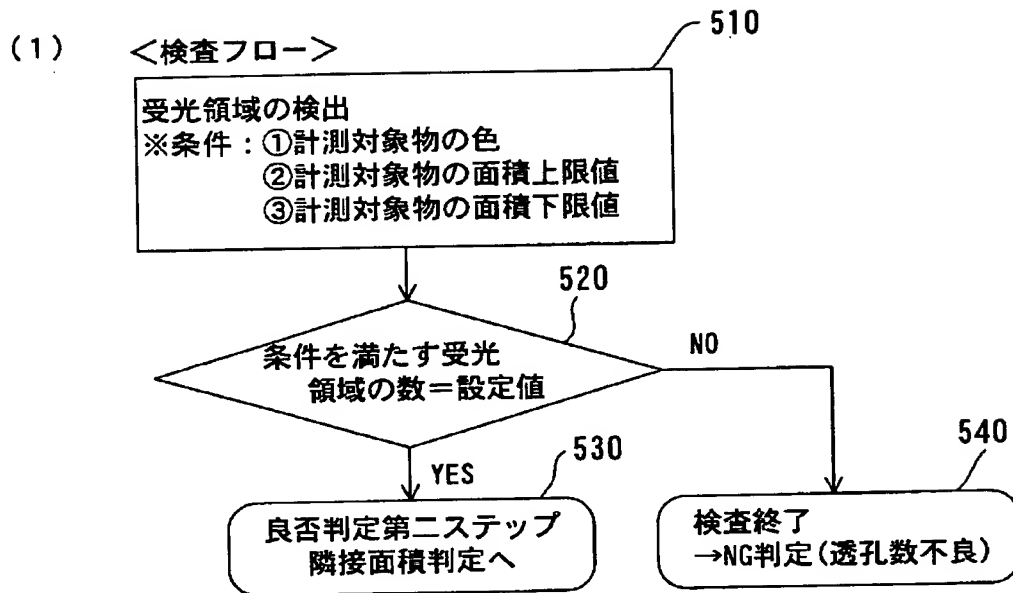 510
(1) <検査フロー>
受光領域の検出
※条件:①計測対象物の色
②計測対象物の面積上限値
③計測対象物の面積下限値
520
条件を満たす受光
領域の数=設定値
NO
YES
530
540
良否判定第二ステップ
隣接面積判定へ
検査終了
→NG判定(透孔数不良)